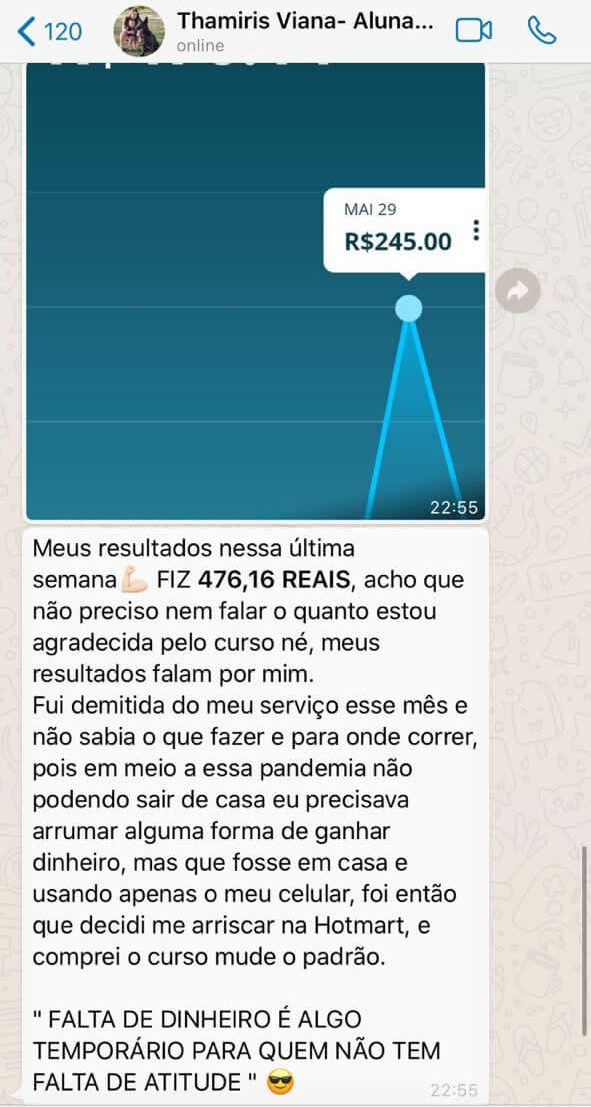 120
Thamiris Viana- Aluna...
online
MAI 29
R$245.00
22:55
Meus resultados nessa última
semana💪🏻 FIZ 476,16 REAIS, acho que
não preciso nem falar o quanto estou
agradecida pelo curso né, meus
resultados falam por mim.
Fui demitida do meu serviço esse mês e
não sabia o que fazer e para onde correr,
pois em meio a essa pandemia não
podendo sair de casa eu precisava
arrumar alguma forma de ganhar
dinheiro, mas que fosse em casa e
usando apenas o meu celular, foi então
que decidi me arriscar na Hotmart, e
comprei o curso mude o padrão.
" FALTA DE DINHEIRO É ALGO
TEMPORÁRIO PARA QUEM NÃO TEM
FALTA DE ATITUDE " 😎
22:55